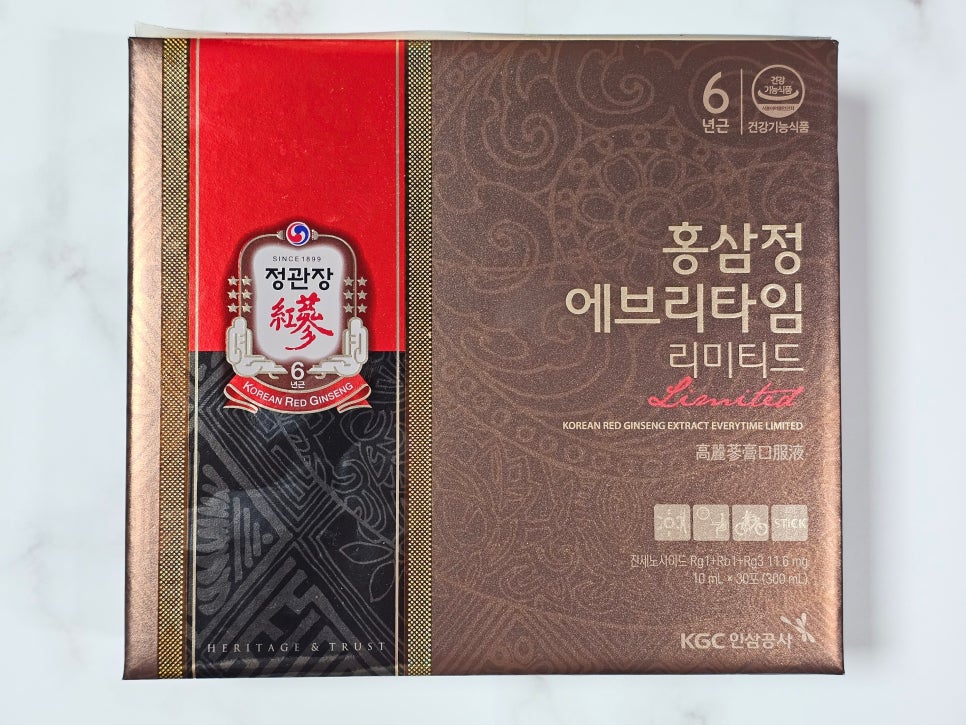 SINCE 1899
정관장
紅蔘
6
년근
KOREAN RED GINSENG
HERITAGE & TRUST
6
년근
건강
기능식품
건강기능식품
홍삼정
에브리타임
리미티드
Limited
KOREAN RED GINSENG EXTRACT EVERYTIME LIMITED
高麗蔘膏口服液
STICK
진세노사이드 Rg1+Rb1+Rg3 11.6 mg
10 mL × 30포 (300 mL)
KGC 인삼공사